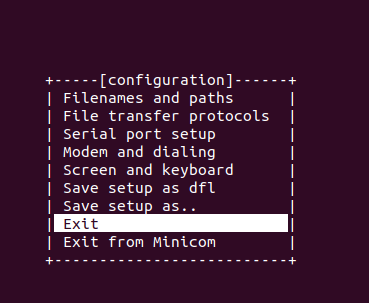 +-----[configuration]------+
| Filenames and paths      |
| File transfer protocols  |
| Serial port setup        |
| Modem and dialing        |
| Screen and keyboard      |
| Save setup as dfl        |
| Save setup as..          |
| Exit                     |
| Exit from Minicom        |
+--------------------------+